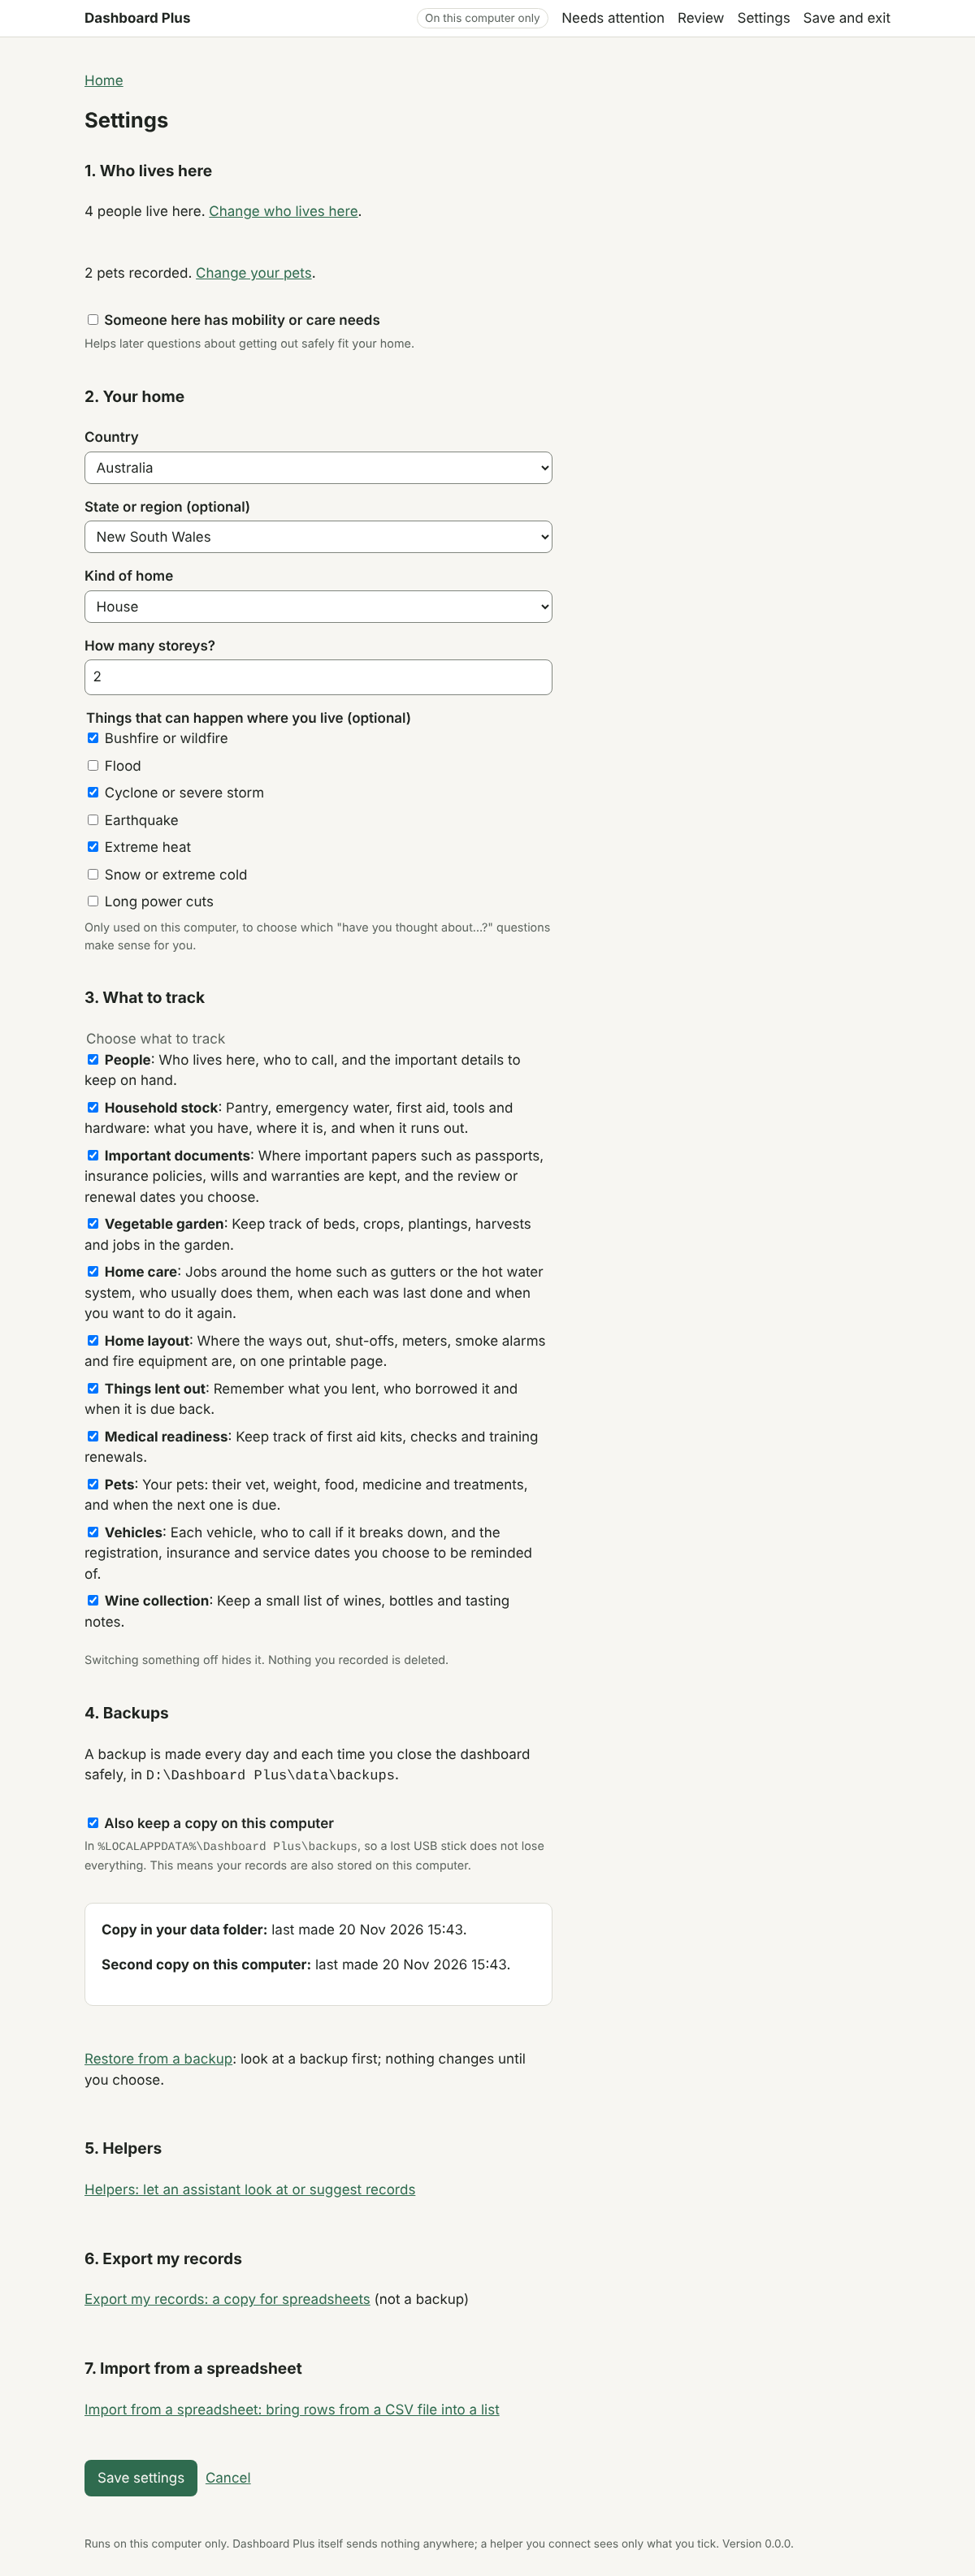 Dashboard Plus
On this computer only
Needs attention
Review
Settings
Save and exit
Home
Settings
1. Who lives here
4 people live here. Change who lives here.
2 pets recorded. Change your pets.
Someone here has mobility or care needs
Helps later questions about getting out safely fit your home.
2. Your home
Country
Australia
State or region (optional)
New South Wales
Kind of home
House
How many storeys?
2
Things that can happen where you live (optional)
Bushfire or wildfire
Flood
Cyclone or severe storm
Earthquake
Extreme heat
Snow or extreme cold
Long power cuts
Only used on this computer, to choose which "have you thought about...?" questions
make sense for you.
3. What to track
Choose what to track
People: Who lives here, who to call, and the important details to
keep on hand.
Household stock: Pantry, emergency water, first aid, tools and
hardware: what you have, where it is, and when it runs out.
Important documents: Where important papers such as passports,
insurance policies, wills and warranties are kept, and the review or
renewal dates you choose.
Vegetable garden: Keep track of beds, crops, plantings, harvests
and jobs in the garden.
Home care: Jobs around the home such as gutters or the hot water
system, who usually does them, when each was last done and when
you want to do it again.
Home layout: Where the ways out, shut-offs, meters, smoke alarms
and fire equipment are, on one printable page.
Things lent out: Remember what you lent, who borrowed it and
when it is due back.
Medical readiness: Keep track of first aid kits, checks and training
renewals.
Pets: Your pets: their vet, weight, food, medicine and treatments,
and when the next one is due.
Vehicles: Each vehicle, who to call if it breaks down, and the
registration, insurance and service dates you choose to be reminded
of.
Wine collection: Keep a small list of wines, bottles and tasting
notes.
Switching something off hides it. Nothing you recorded is deleted.
4. Backups
A backup is made every day and each time you close the dashboard
safely, in D:\Dashboard Plus\data\backups.
Also keep a copy on this computer
In %LOCALAPPDATA%\Dashboard Plus\backups, so a lost USB stick does not lose
everything. This means your records are also stored on this computer.
Copy in your data folder: last made 20 Nov 2026 15:43.
Second copy on this computer: last made 20 Nov 2026 15:43.
Restore from a backup: look at a backup first; nothing changes until
you choose.
5. Helpers
Helpers: let an assistant look at or suggest records
6. Export my records
Export my records: a copy for spreadsheets (not a backup)
7. Import from a spreadsheet
Import from a spreadsheet: bring rows from a CSV file into a list
Save settings
Cancel
Runs on this computer only. Dashboard Plus itself sends nothing anywhere; a helper you connect sees only what you tick. Version 0.0.0.